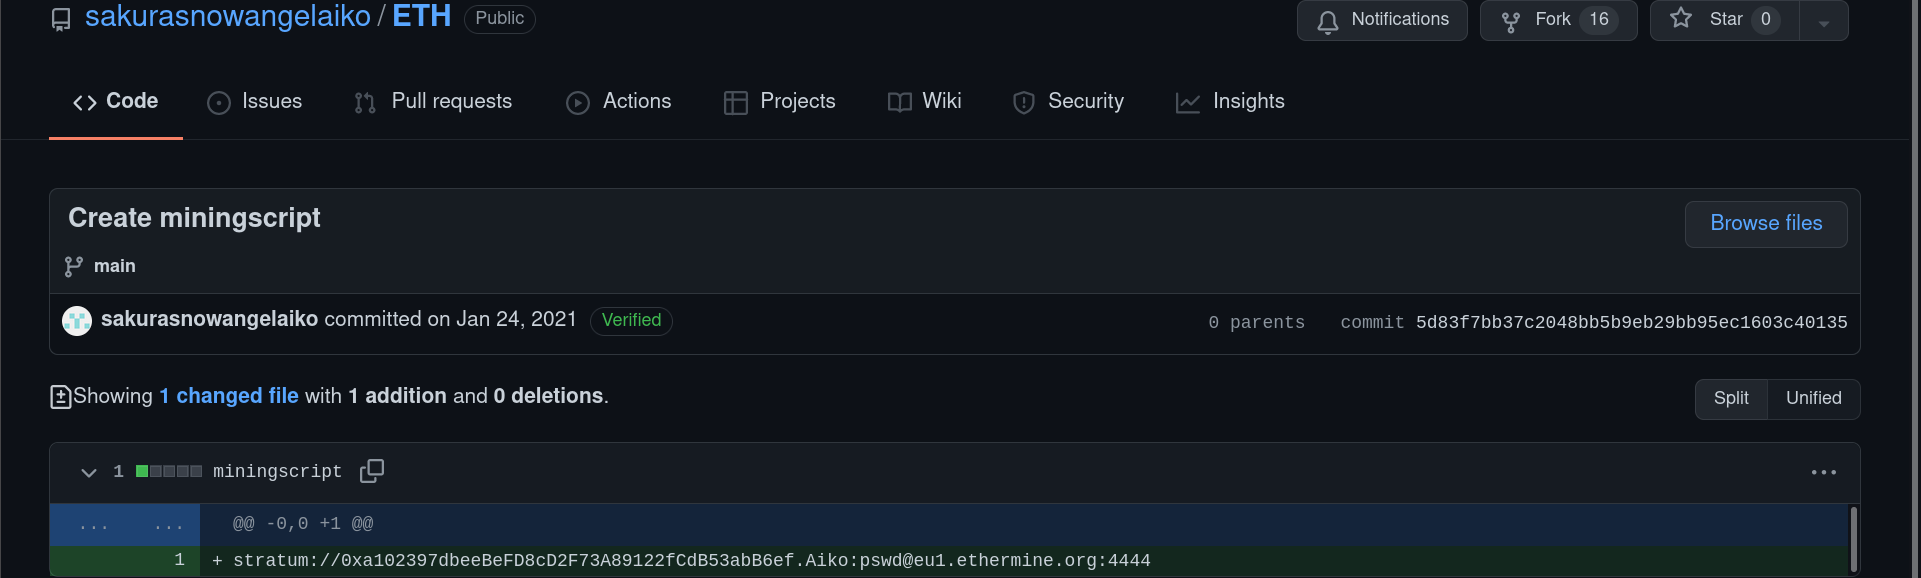 sakurasnowangelaiko / ETH Public Notifications Fork 16 Star 0
Code Issues Pull requests Actions Projects Wiki Security Insights
Create miningscript
Browse files
main
sakurasnowangelaiko committed on Jan 24, 2021 Verified 0 parents commit 5d83f7bb37c2048bb5b9eb29bb95ec1603c40135
Showing 1 changed file with 1 addition and 0 deletions. Split Unified
1 miningscript ...
... ... @@ -0,0 +1 @@
1 + stratum://0xa102397dbeeBeFD8cD2F73A89122fCdB53abB6ef.Aiko:pswd@eu1.ethermine.org:4444